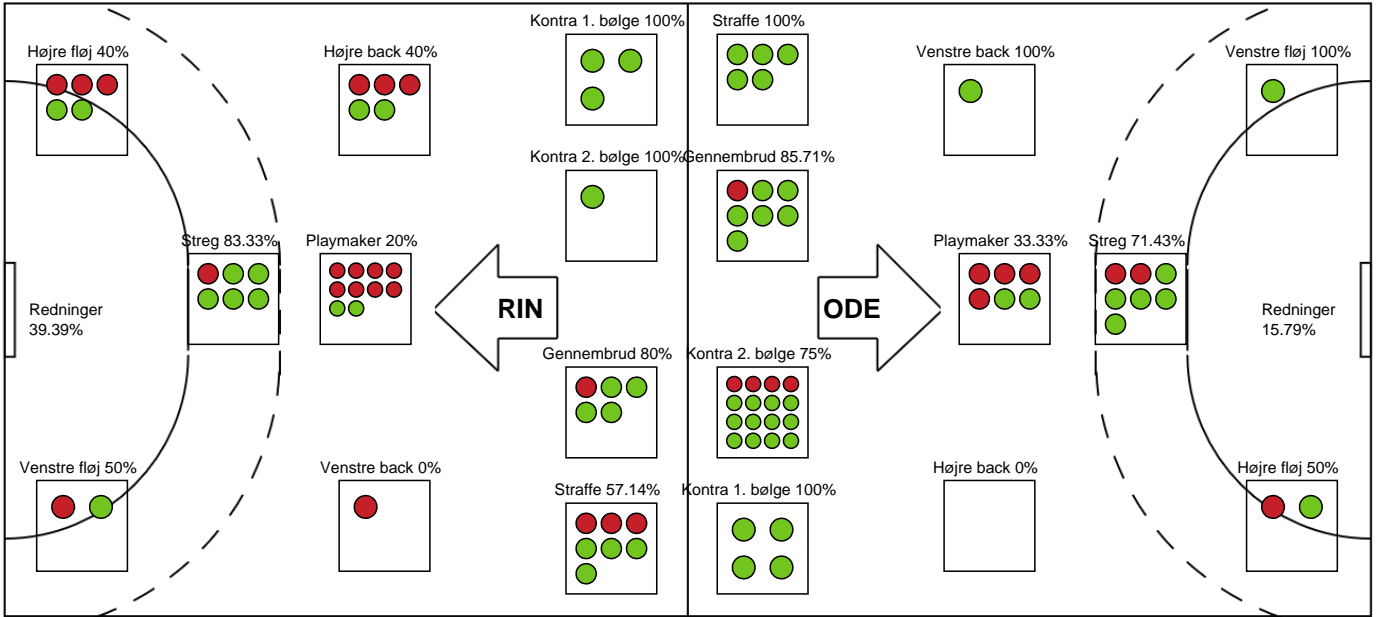 Kontra 1. bølge 100%
Straffe 100%
Højre fløj 40%
Højre back 40%
Venstre back 100%
Venstre fløj 100%
Kontra 2. bølge 100%
Gennembrud 85.71%
Streg 83.33%
Playmaker 20%
Playmaker 33.33%
Streg 71.43%
Redninger
39.39%
RIN
ODE
Redninger
15.79%
Gennembrud 80%
Kontra 2. bølge 75%
Venstre fløj 50%
Venstre back 0%
Højre back 0%
Højre fløj 50%
Straffe 57.14%
Kontra 1. bølge 100%